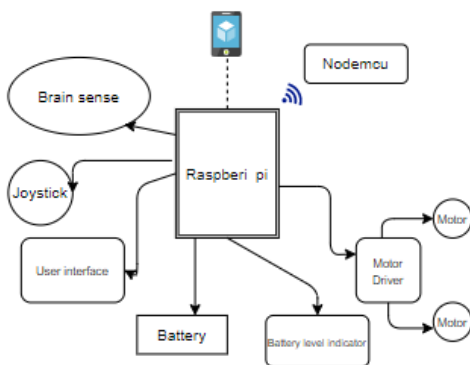 Nodemcu
Brain sense
Raspberi pi
Joystick
Motor
User interface
Motor
Driver
Motor
Battery
Battery level indicator